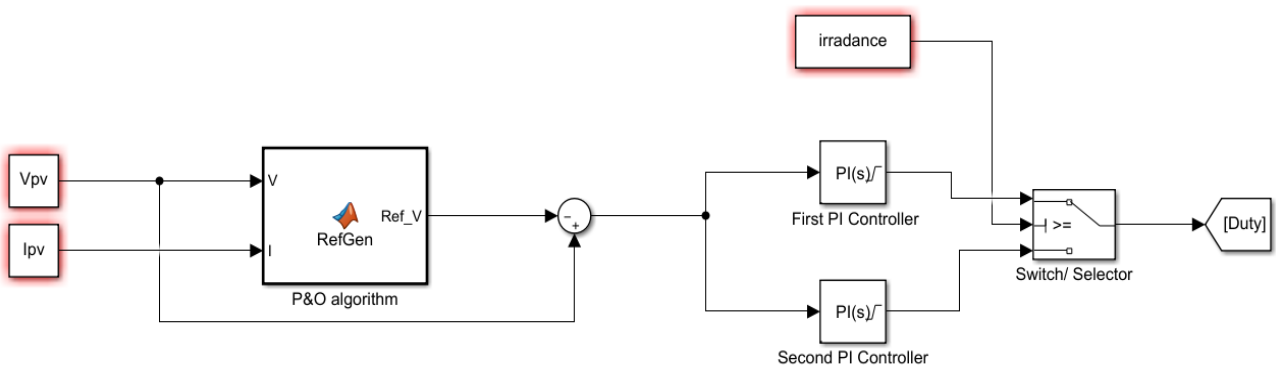 irradance
Vpv
Ipv
V
I
Ref_V
RefGen
P&O algorithm
−
+
PI(s)
First PI Controller
PI(s)
Second PI Controller
>=
Switch/ Selector
[Duty]